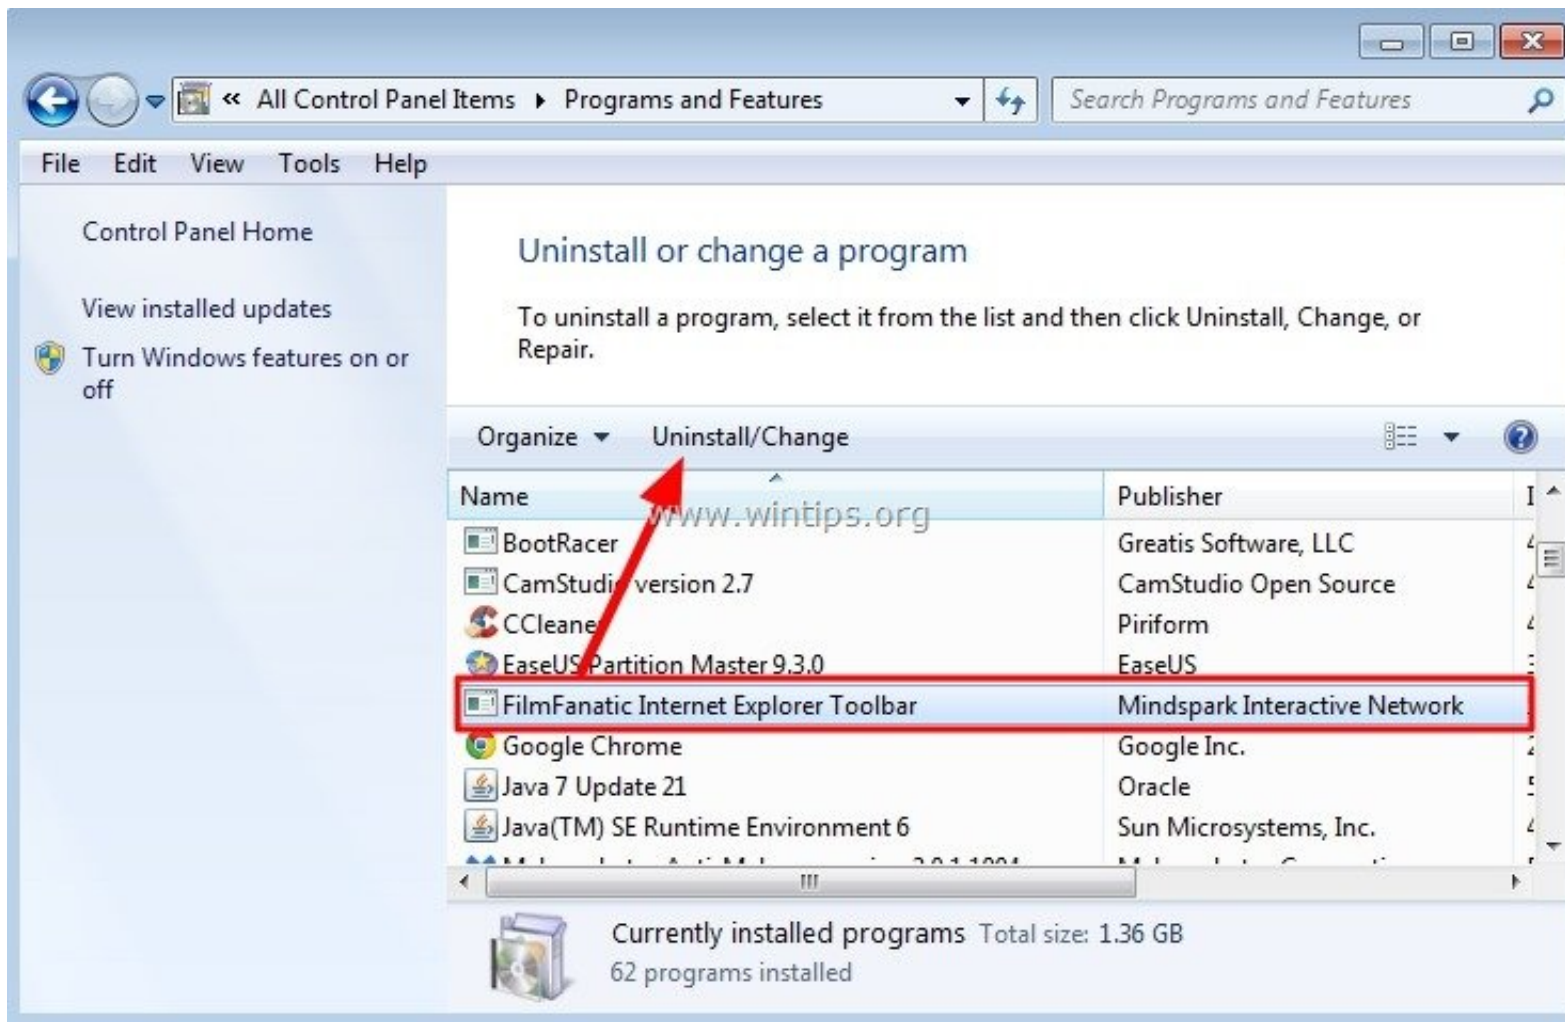 « All Control Panel Items Programs and Features
Search Programs and Features
File Edit View Tools Help
Control Panel Home
View installed updates
Turn Windows features on or
off
Uninstall or change a program
To uninstall a program, select it from the list and then click Uninstall, Change, or
Repair.
Organize Uninstall/Change
Name Publisher I
www.wintips.org
BootRacer Greatis Software, LLC
CamStudio version 2.7 CamStudio Open Source
CCleaner Piriform
EaseUS Partition Master 9.3.0 EaseUS
FilmFanatic Internet Explorer Toolbar Mindspark Interactive Network
Google Chrome Google Inc.
Java 7 Update 21 Oracle
Java(TM) SE Runtime Environment 6 Sun Microsystems, Inc.
Currently installed programs Total size: 1.36 GB
62 programs installed